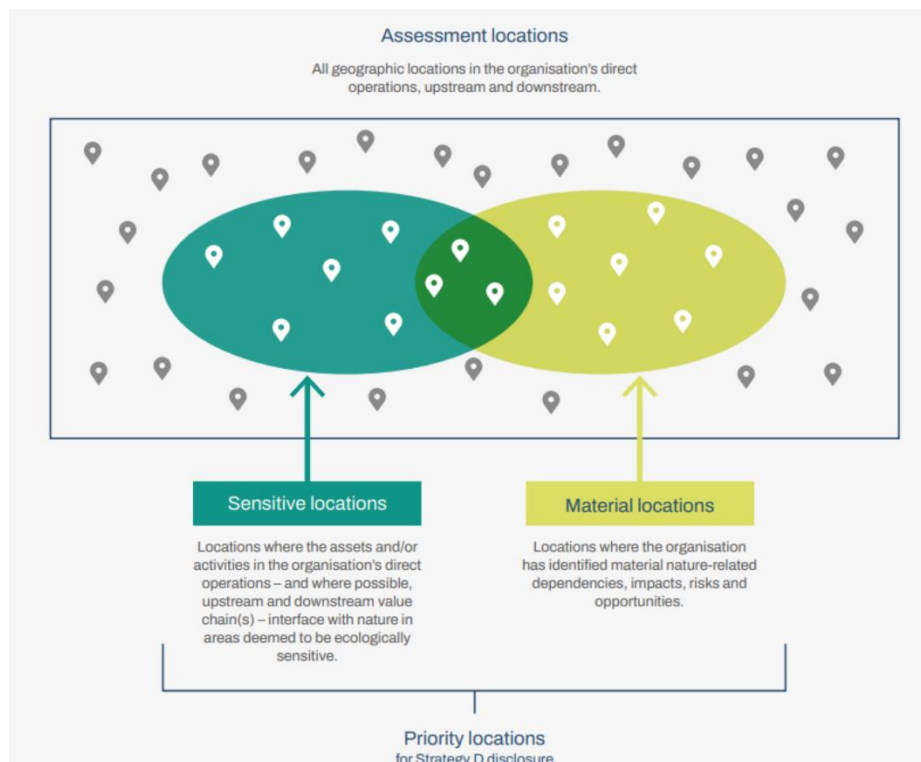 Assessment locations
All geographic locations in the organisation's direct
operations, upstream and downstream.
Sensitive locations
Locations where the assets and/or
activities in the organisation's direct
operations – and where possible,
upstream and downstream value
chain(s) – interface with nature in
areas deemed to be ecologically
sensitive.
Material locations
Locations where the organisation
has identified material nature-related
dependencies, impacts, risks and
opportunities.
Priority locations
for Strategy D disclosure